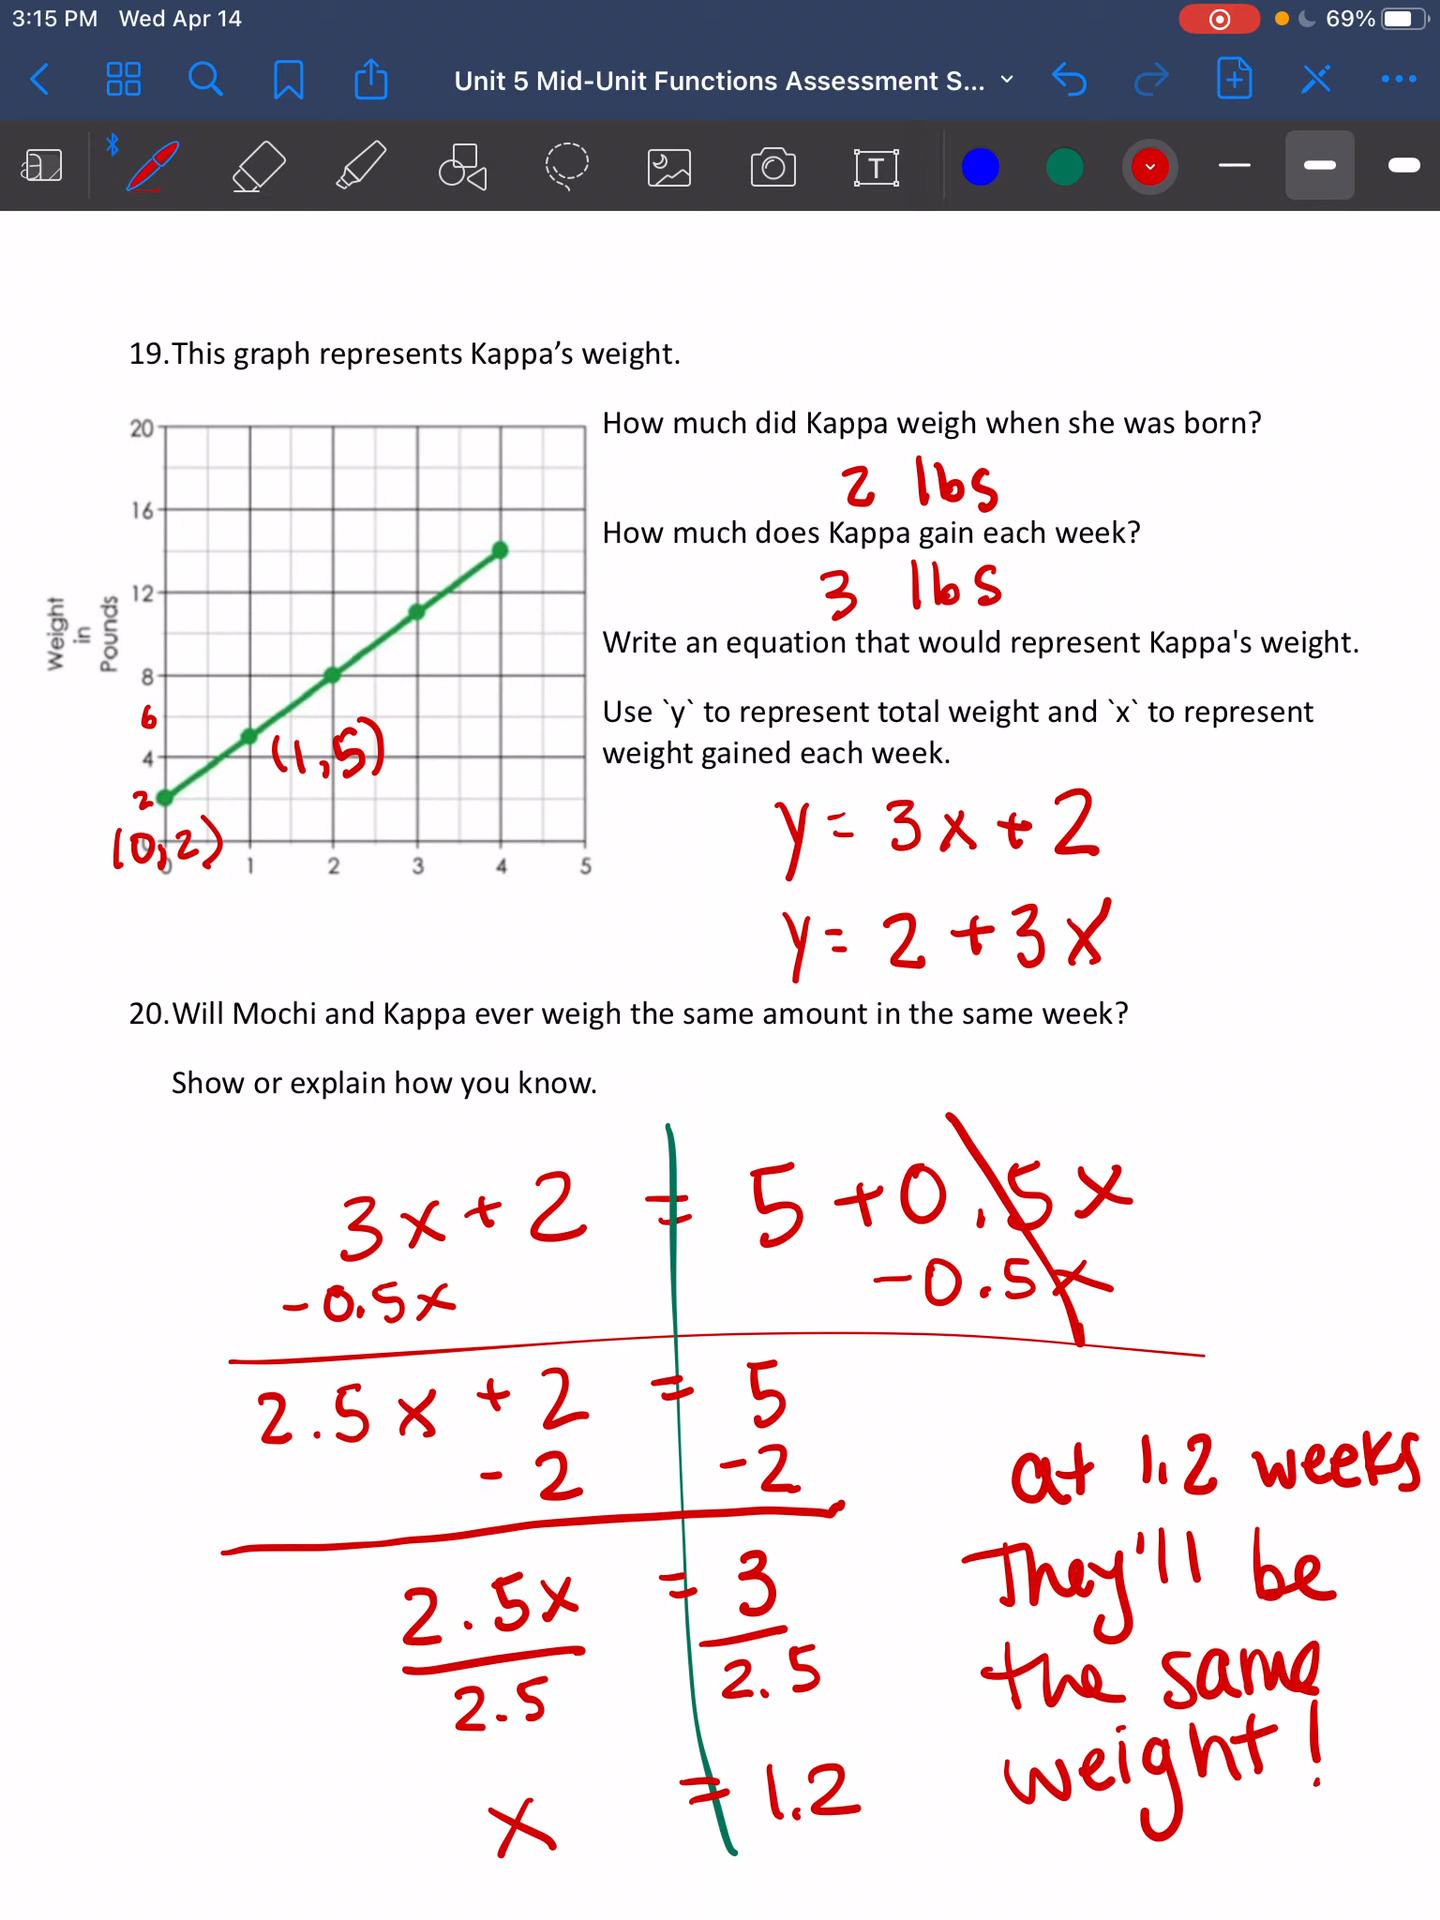 3:15 PM Wed Apr 14
69%
Unit 5 Mid-Unit Functions Assessment S...
a
T
19.This graph represents Kappa's weight.
20
16
12
8
6
4
2
(0,2)
0
1
2
3
4
5
Weight
in
Pounds
(1,5)
How much did Kappa weigh when she was born?
2 lbs
How much does Kappa gain each week?
3 lbs
Write an equation that would represent Kappa's weight.
Use `y` to represent total weight and `x` to represent
weight gained each week.
y = 3x + 2
y = 2 + 3x
20.Will Mochi and Kappa ever weigh the same amount in the same week?
Show or explain how you know.
3x + 2 = 5 + 0.5x
-0.5x -0.5x
2.5x + 2 = 5
- 2 -2
2.5x = 3
2.5 2.5
x = 1.2
at 1.2 weeks
They'll be
the same
weight!